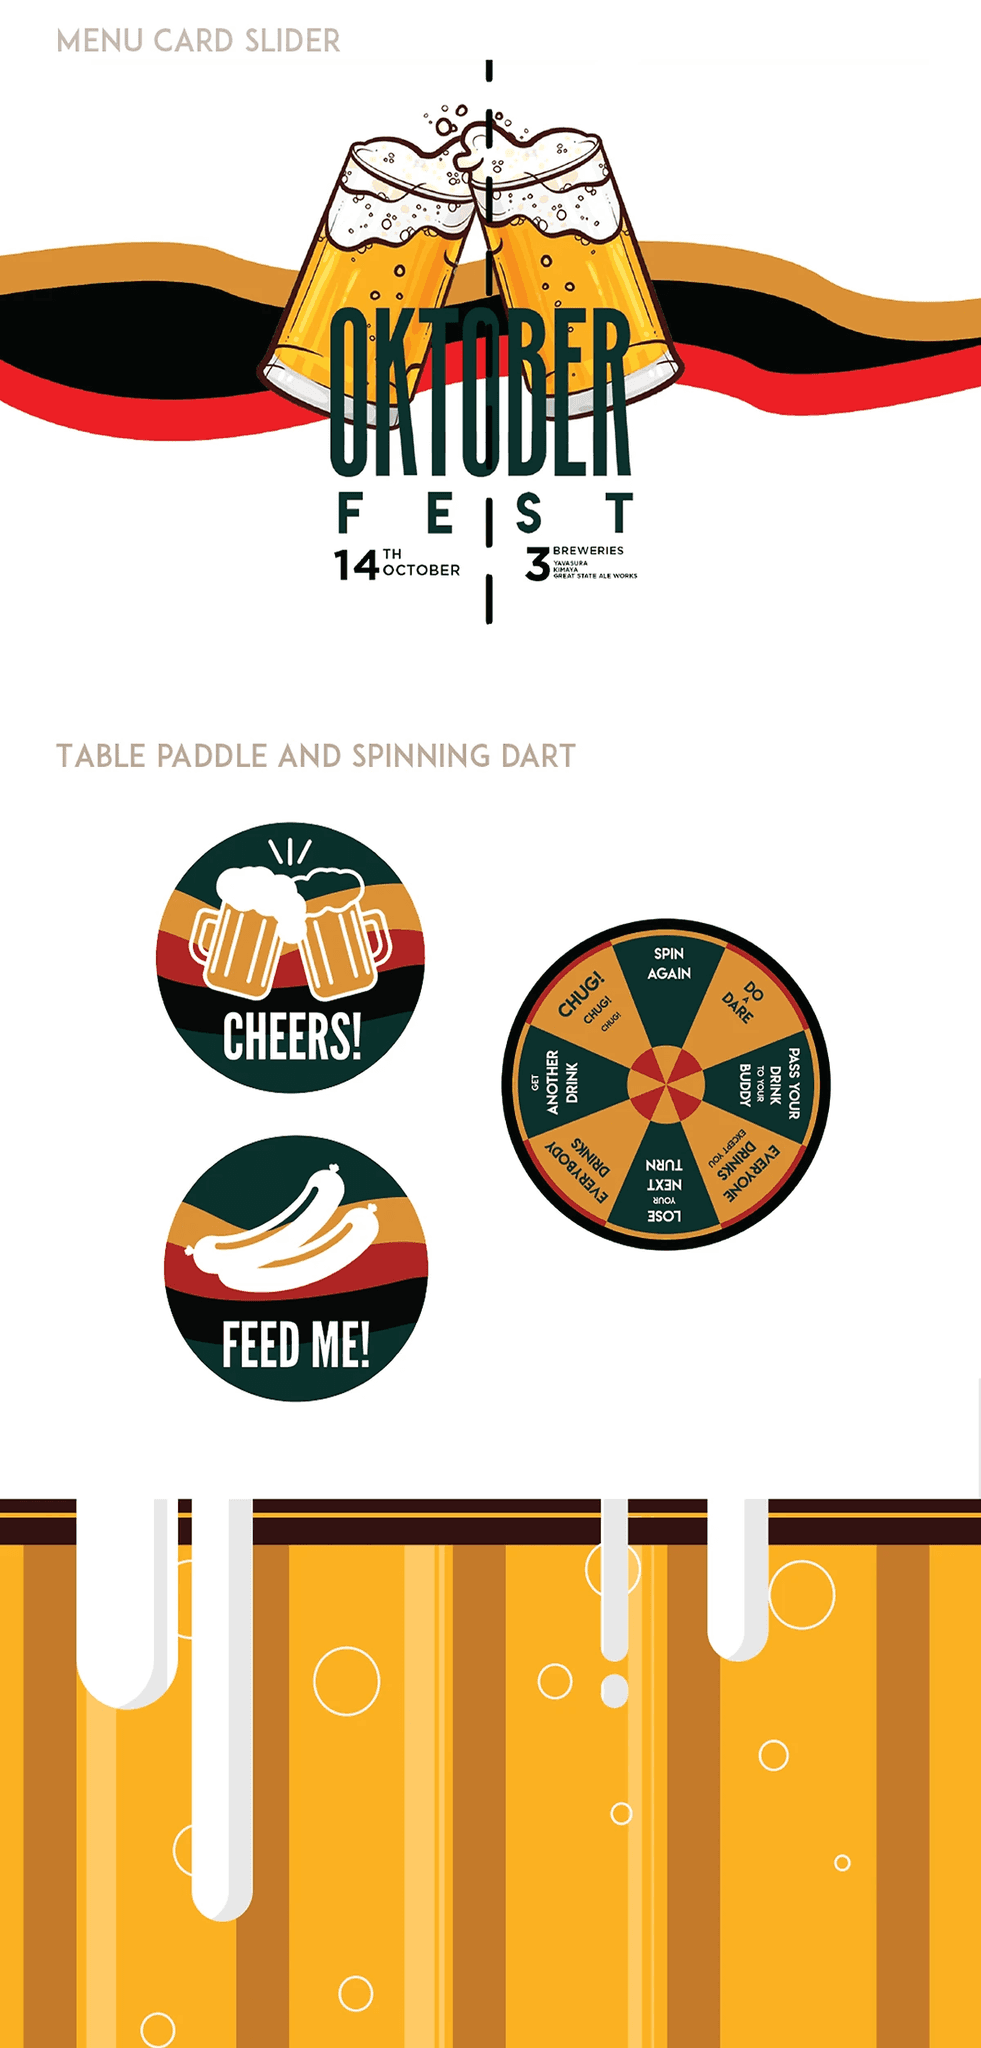 MENU CARD SLIDER
OKTOBER
FEST
14TH OCTOBER
3 BREWERIES
YAVASURA
KIMAYA
GREAT STATE ALE WORKS
TABLE PADDLE AND SPINNING DART
CHEERS!
FEED ME!
SPIN
AGAIN
DO
A
DARE
PASS YOUR
DRINK
TO YOUR
BUDDY
EVERYONE
DRINKS
EXCEPT YOU
LOSE
YOUR
NEXT
TURN
EVERYBODY
DRINKS
GET
ANOTHER
DRINK
CHUG!
CHUG!
CHUG!